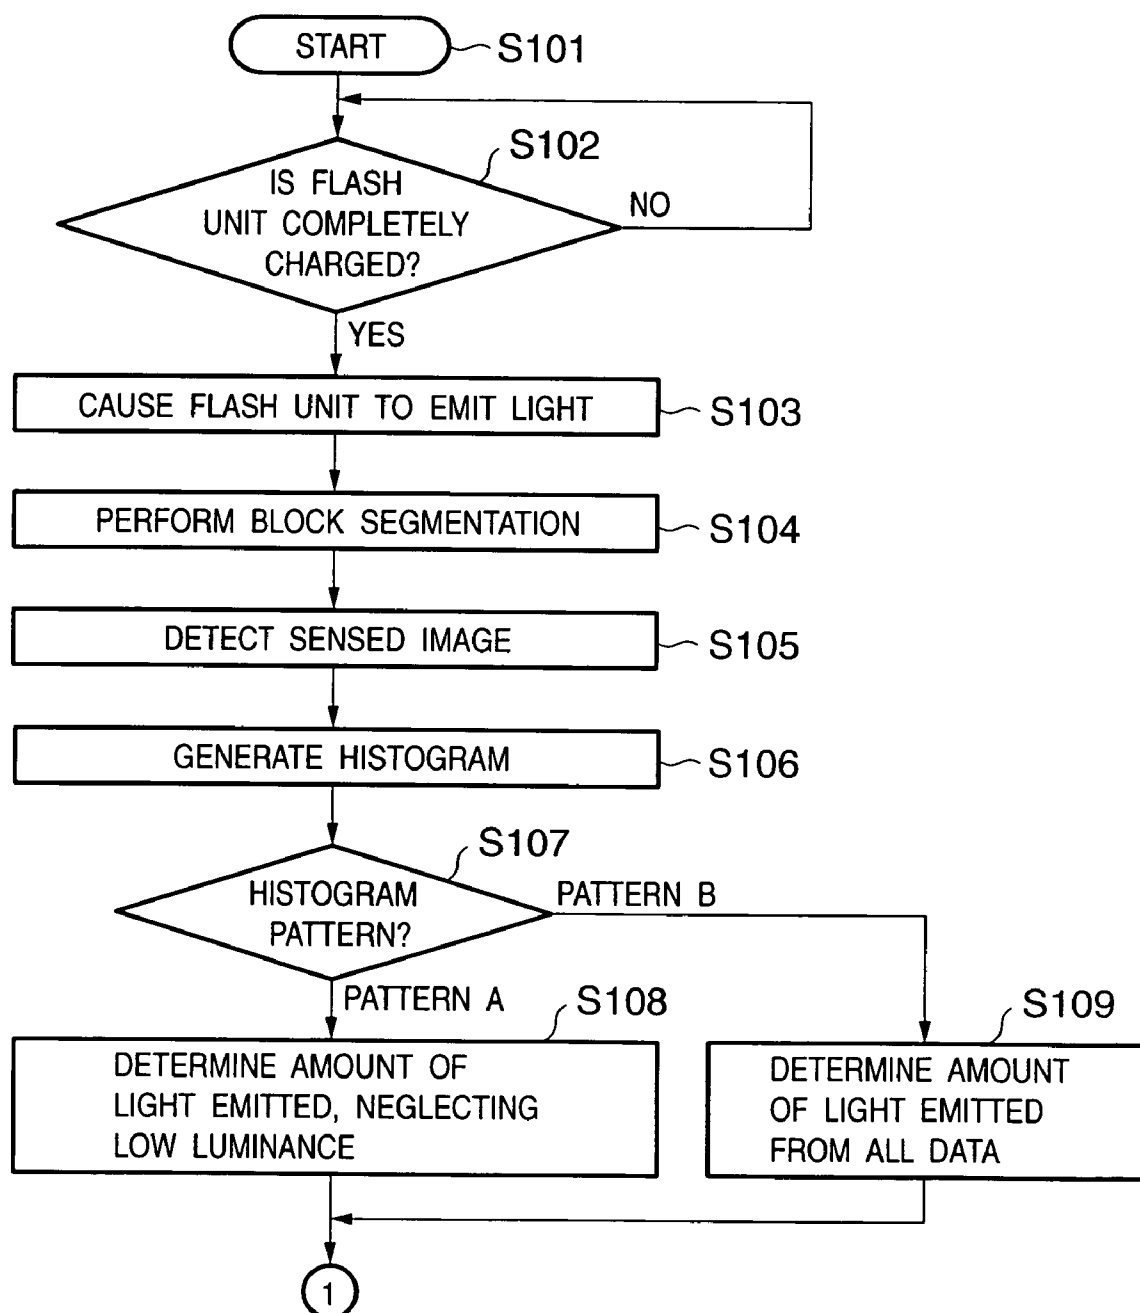 START
S101
S102
IS FLASH
UNIT COMPLETELY
CHARGED?
NO
YES
CAUSE FLASH UNIT TO EMIT LIGHT
S103
PERFORM BLOCK SEGMENTATION
S104
DETECT SENSED IMAGE
S105
GENERATE HISTOGRAM
S106
S107
HISTOGRAM
PATTERN?
PATTERN B
PATTERN A
S108
DETERMINE AMOUNT OF
LIGHT EMITTED, NEGLECTING
LOW LUMINANCE
S109
DETERMINE AMOUNT
OF LIGHT EMITTED
FROM ALL DATA
1